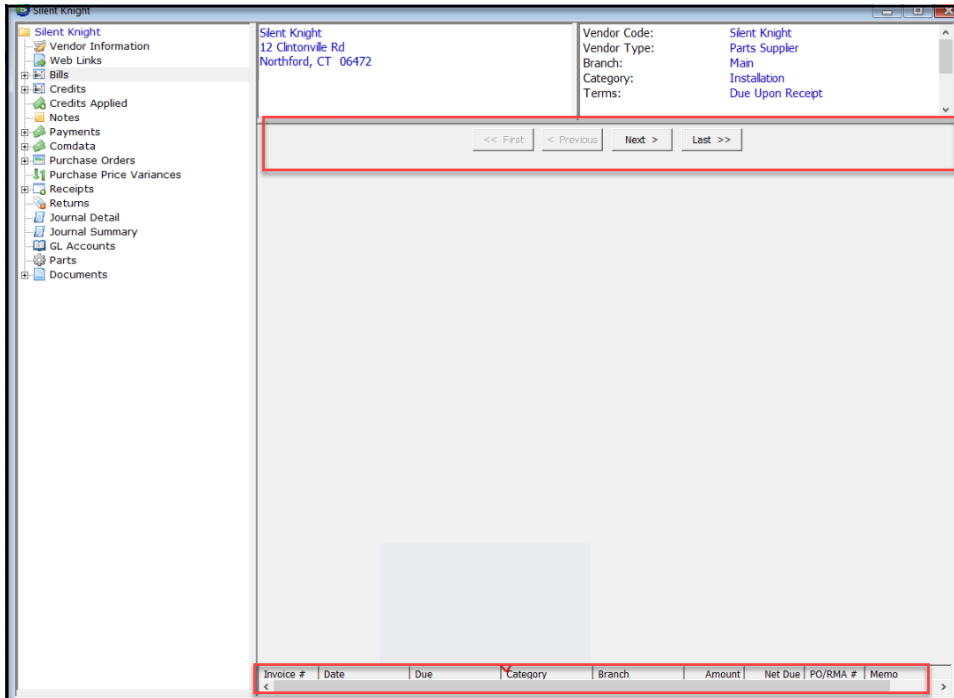 Silent Knight
Silent Knight
Vendor Information
Web Links
Bills
Credits
Credits Applied
Notes
Payments
Comdata
Purchase Orders
Purchase Price Variances
Receipts
Returns
Journal Detail
Journal Summary
GL Accounts
Parts
Documents
Silent Knight
12 Clintonville Rd
Northford, CT 06472
Vendor Code: Silent Knight
Vendor Type: Parts Supplier
Branch: Main
Category: Installation
Terms: Due Upon Receipt
<< First < Previous Next > Last >>
Invoice # Date Due Category Branch Amount Net Due PO/RMA # Memo